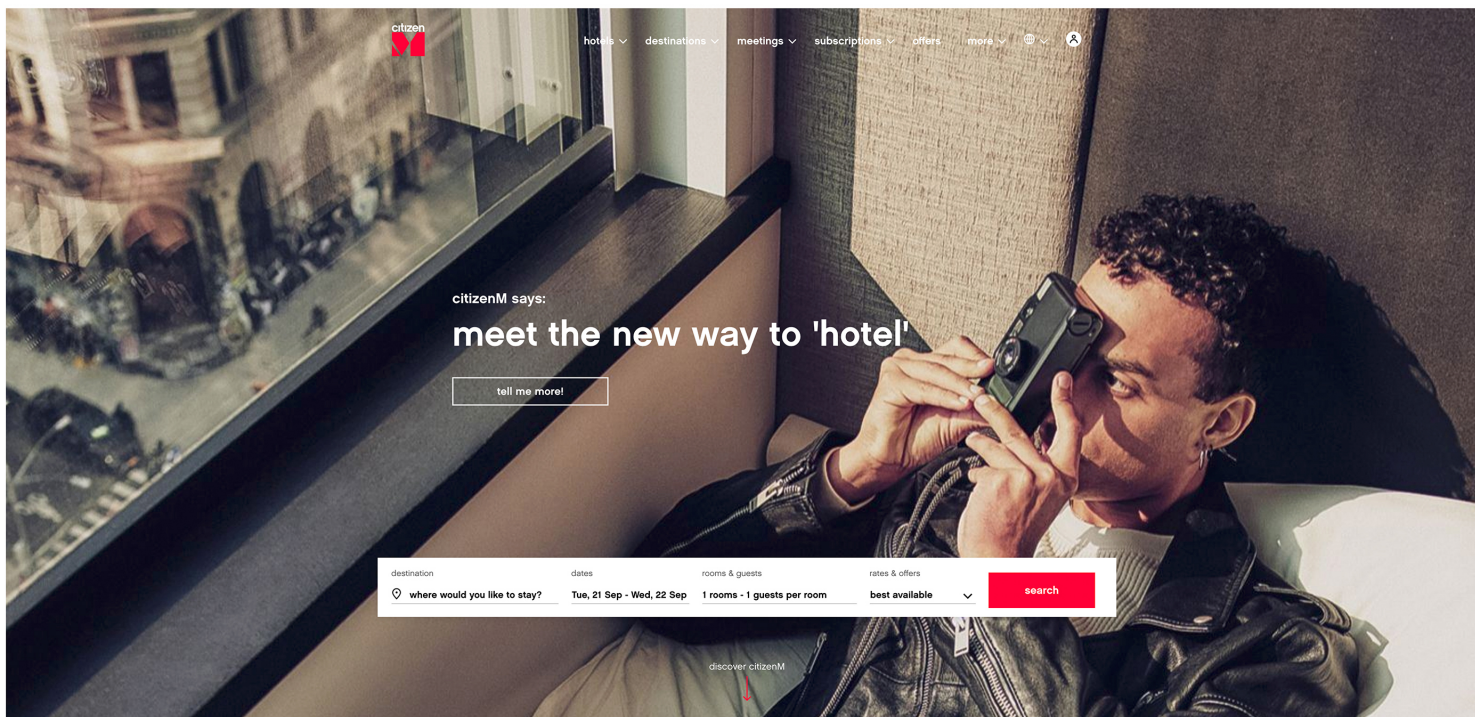 citizen
M
hotels
destinations
meetings
subscriptions
offers
more
citizenM says:
meet the new way to 'hotel'
tell me more!
destination
where would you like to stay?
dates
Tue, 21 Sep - Wed, 22 Sep
rooms & guests
1 rooms - 1 guests per room
rates & offers
best available
search
discover citizenM